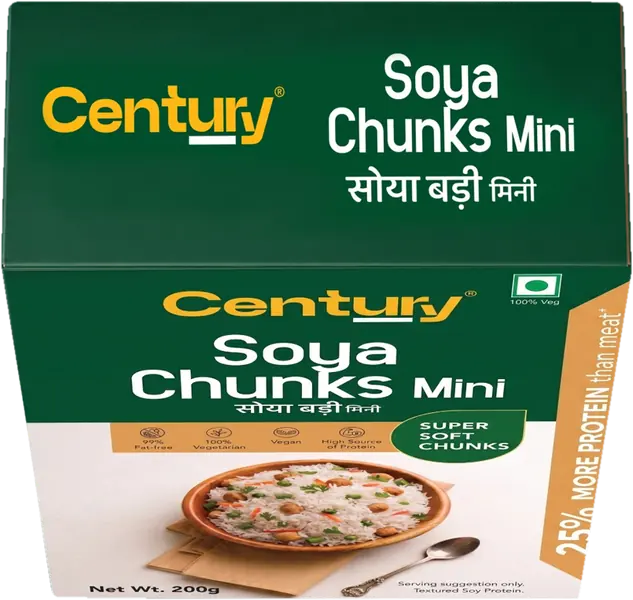 Century®
Soya
Chunks Mini
सोया बड़ी मिनी
Century®
100% Veg
Soya
Chunks Mini
सोया बड़ी मिनी
99%
Fat-free
100%
Vegetarian
Vegan
High Source
of Protein
SUPER
SOFT
CHUNKS
25% MORE PROTEIN than meat*
Net Wt. 200g
Serving suggestion only.
Textured Soy Protein.